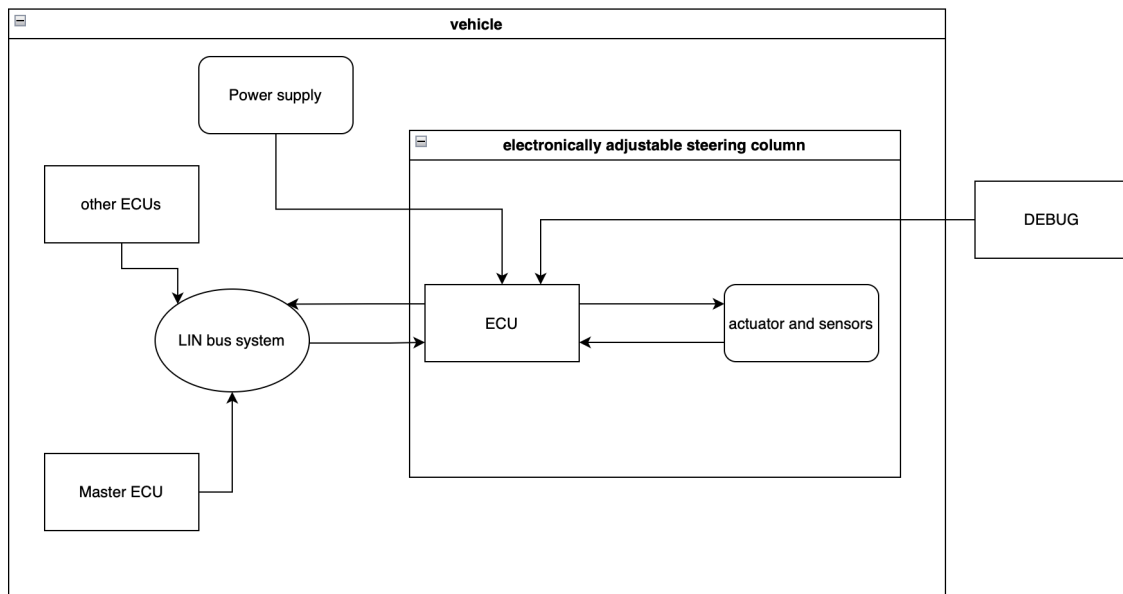 vehicle
Power supply
electronically adjustable steering column
other ECUs
DEBUG
LIN bus system
ECU
actuator and sensors
Master ECU